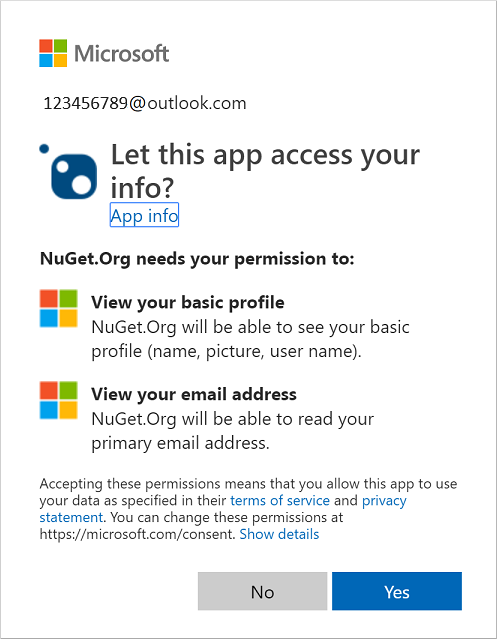 Microsoft
123456789@outlook.com
Let this app access your
info?
App info
NuGet.Org needs your permission to:
View your basic profile
NuGet.Org will be able to see your basic
profile (name, picture, user name).
View your email address
NuGet.Org will be able to read your
primary email address.
Accepting these permissions means that you allow this app to use
your data as specified in their terms of service and privacy
statement. You can change these permissions at
https://microsoft.com/consent. Show details
No
Yes